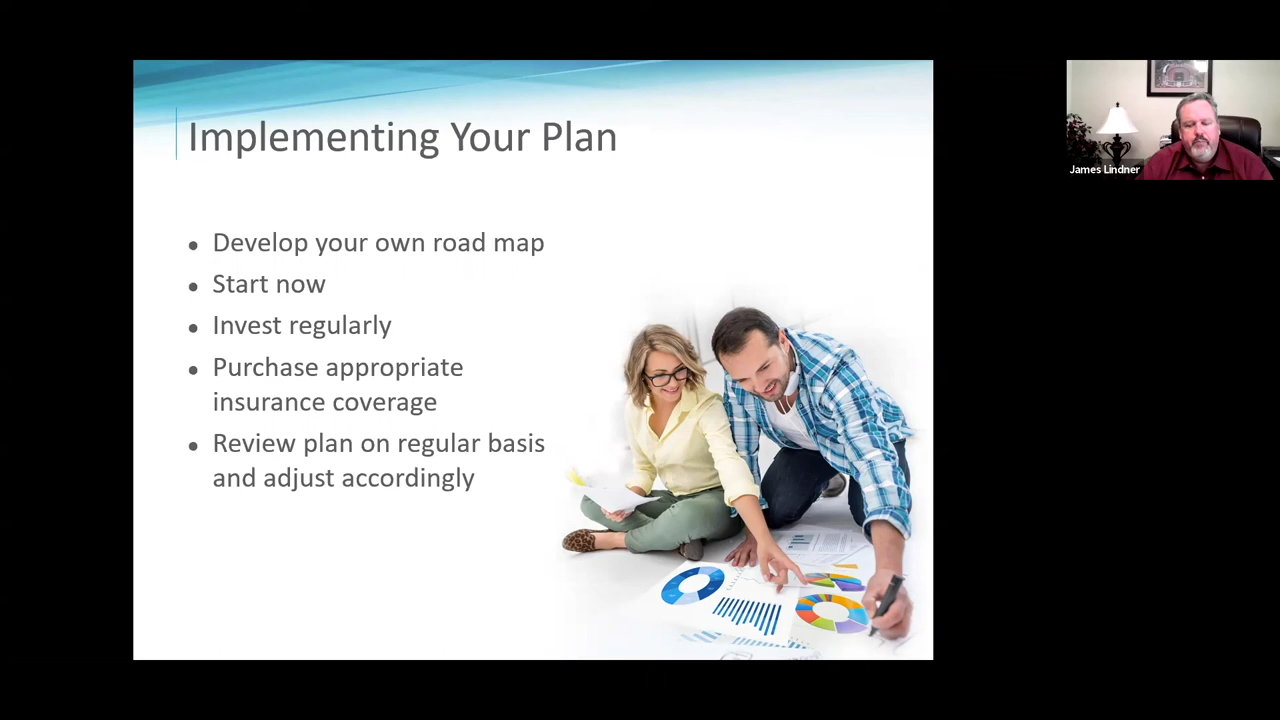 Implementing Your Plan
• Develop your own road map
• Start now
• Invest regularly
• Purchase appropriate
insurance coverage
• Review plan on regular basis
and adjust accordingly
James Lindner